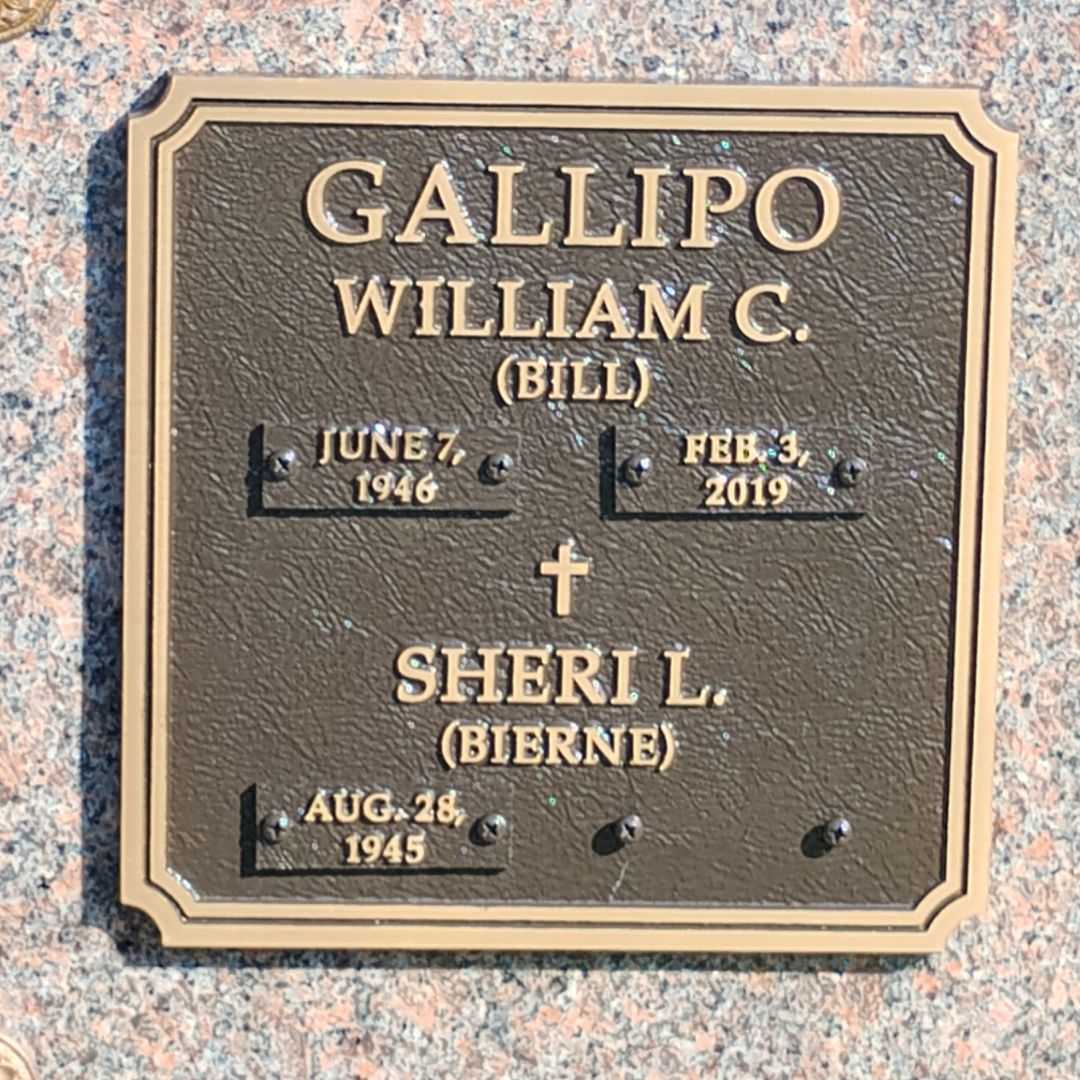 GALLIPO
WILLIAM C.
(BILL)
JUNE 7,
1946
FEB. 3,
2019
SHERI L.
(BIERNE)
AUG. 28,
1945